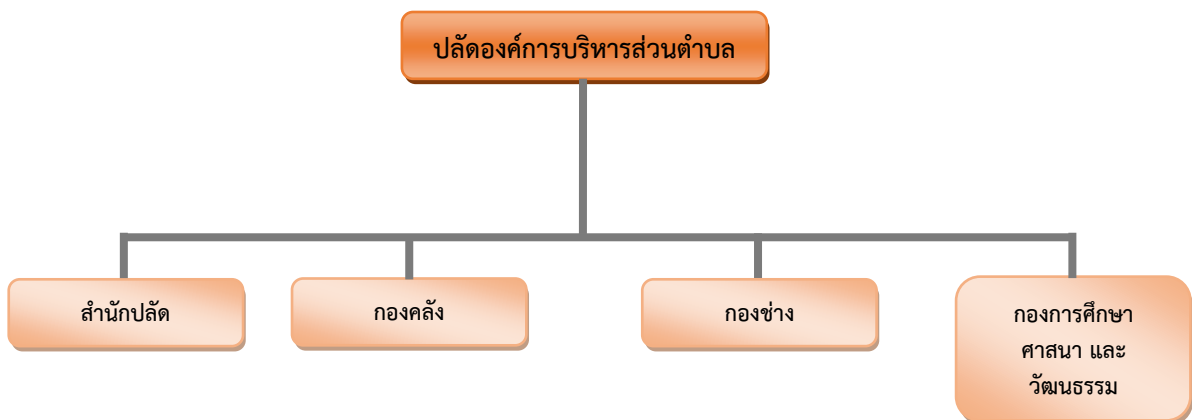 ปลัดองค์การบริหารส่วนตำบล
สำนักปลัด
กองคลัง
กองช่าง
กองการศึกษา
ศาสนา และ
วัฒนธรรม